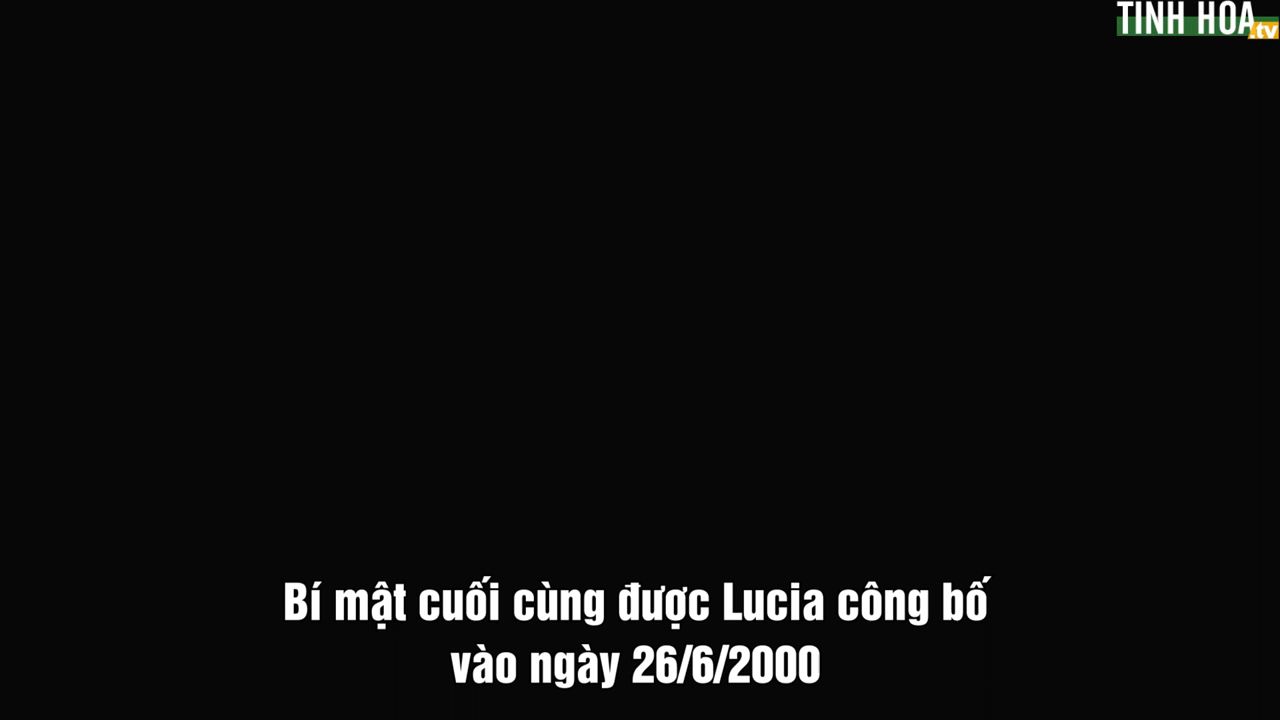 TINH HOA
.tv
Bí mật cuối cùng được Lucia công bố
vào ngày 26/6/2000